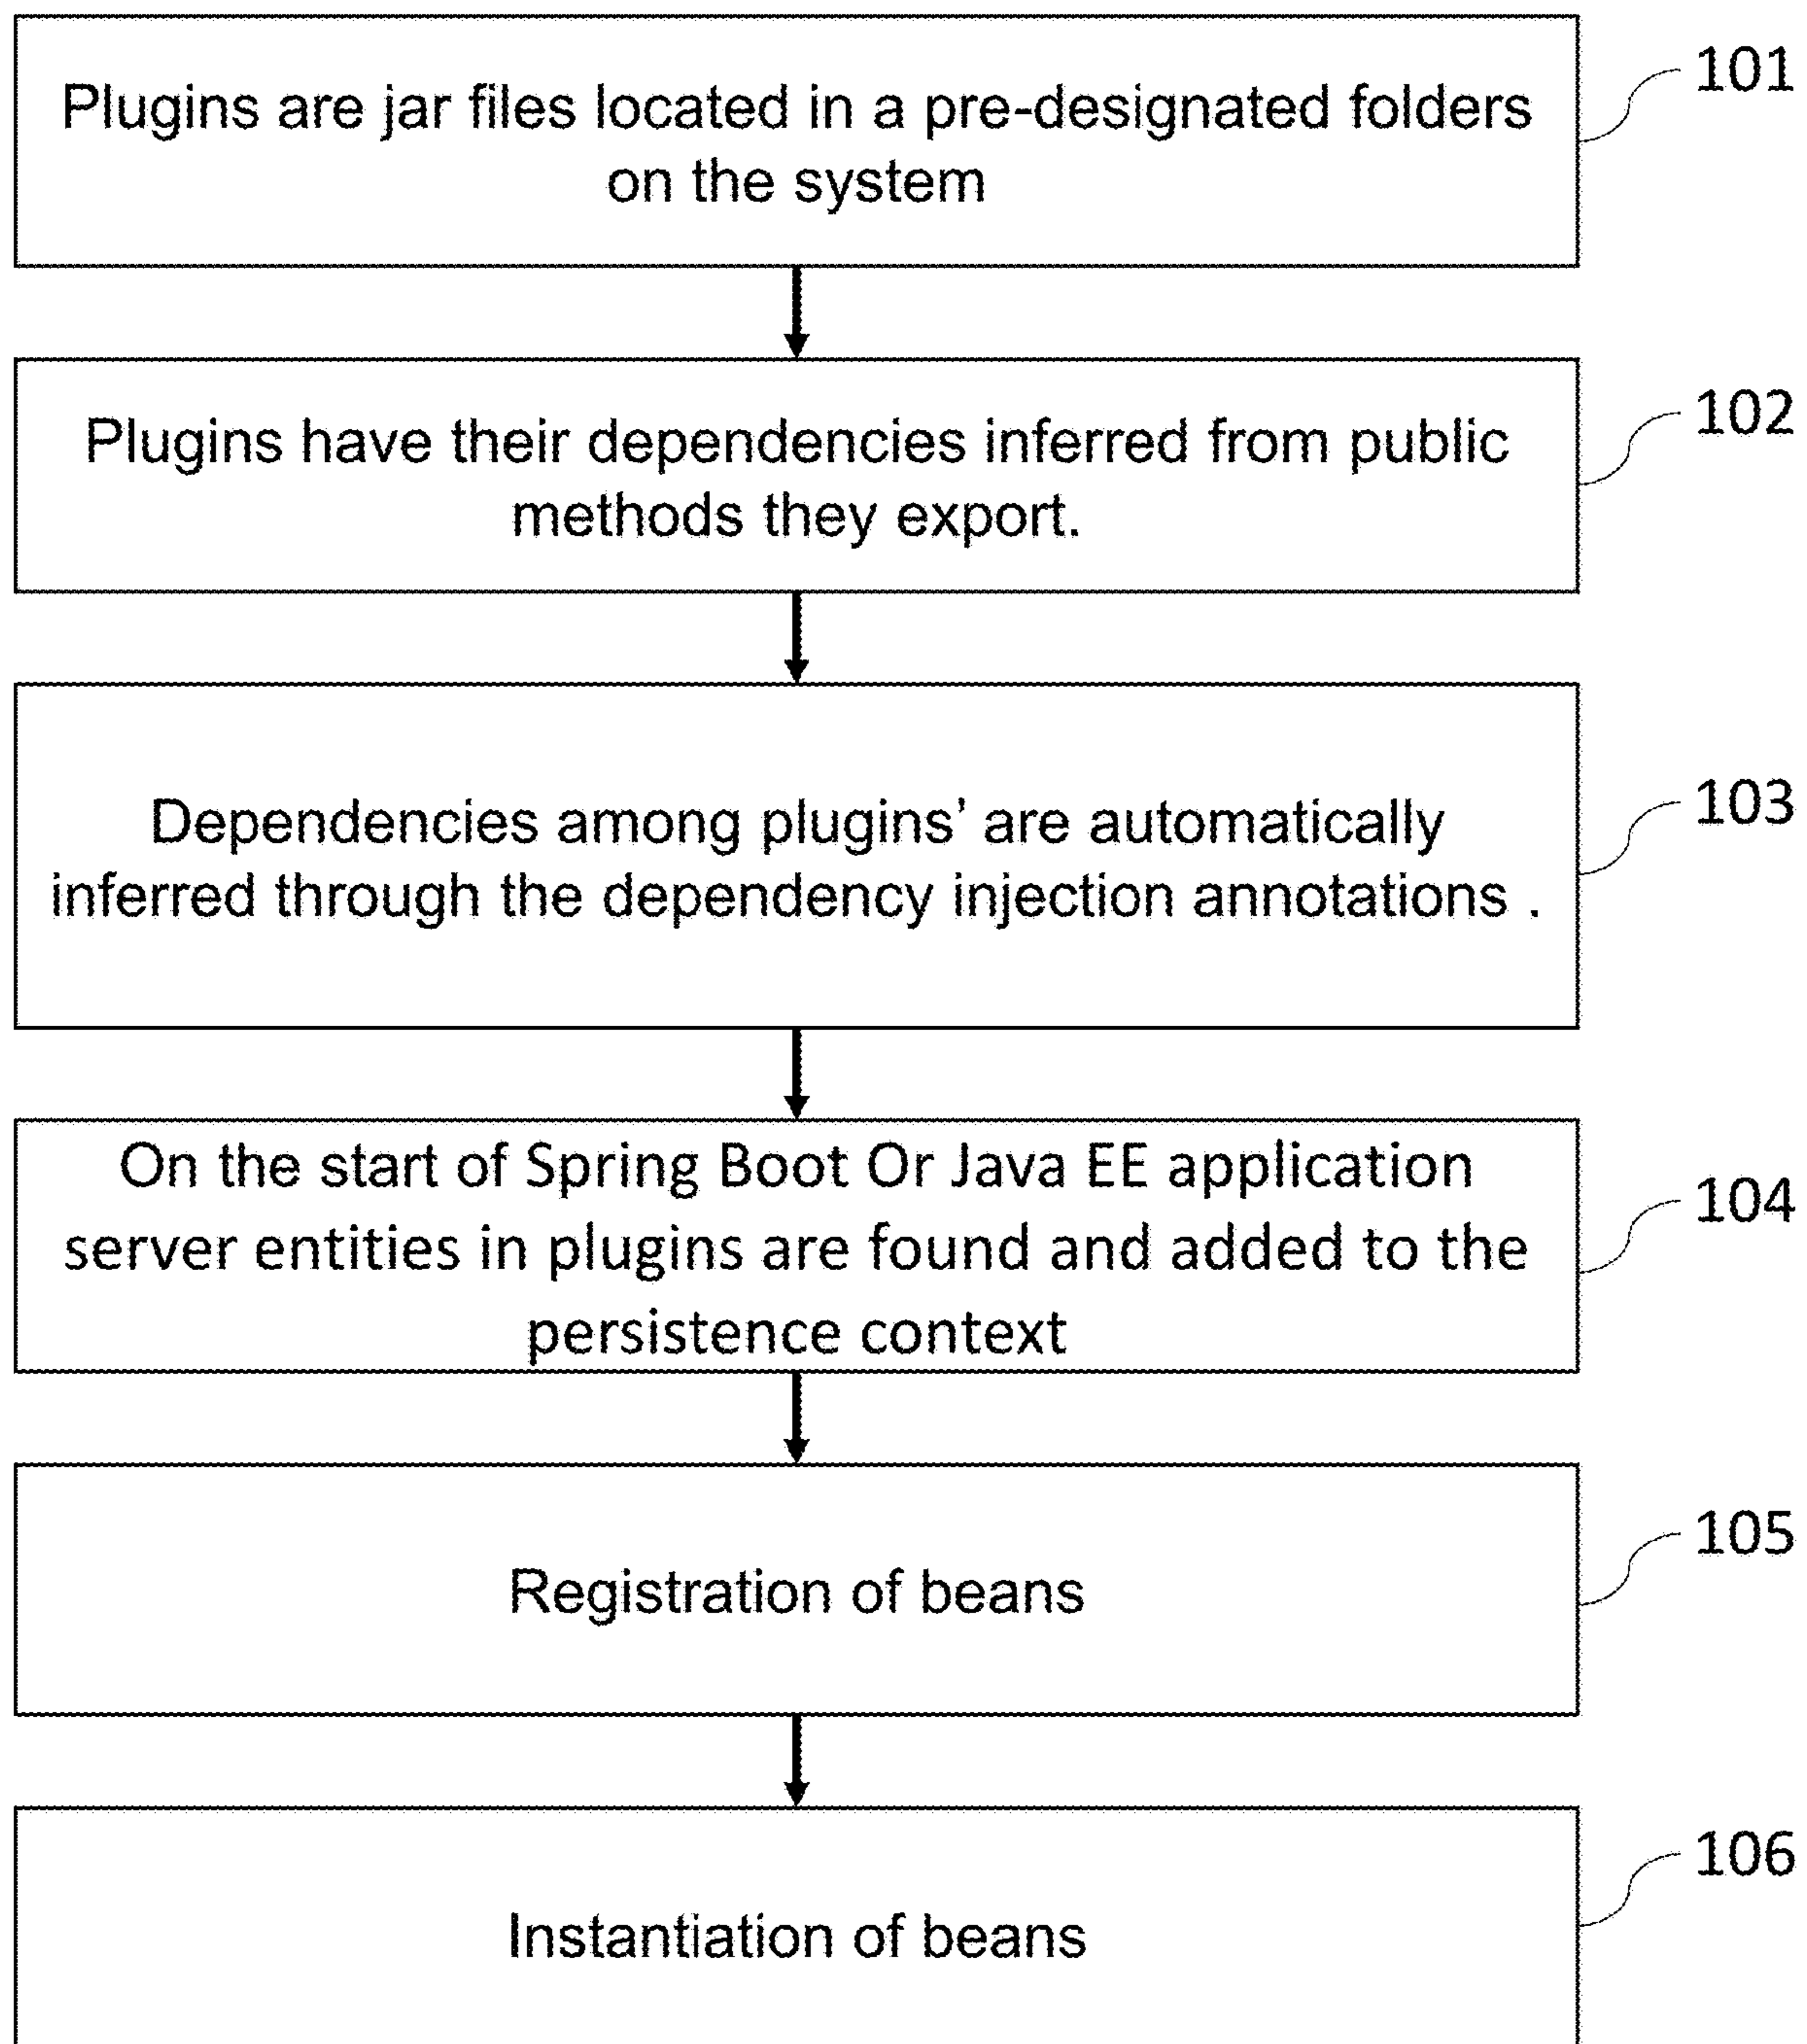 Plugins are jar files located in a pre-designated folders
on the system
101
Plugins have their dependencies inferred from public
methods they export.
102
Dependencies among plugins’ are automatically
inferred through the dependency injection annotations .
103
On the start of Spring Boot Or Java EE application
server entities in plugins are found and added to the
persistence context
104
Registration of beans
105
Instantiation of beans
106